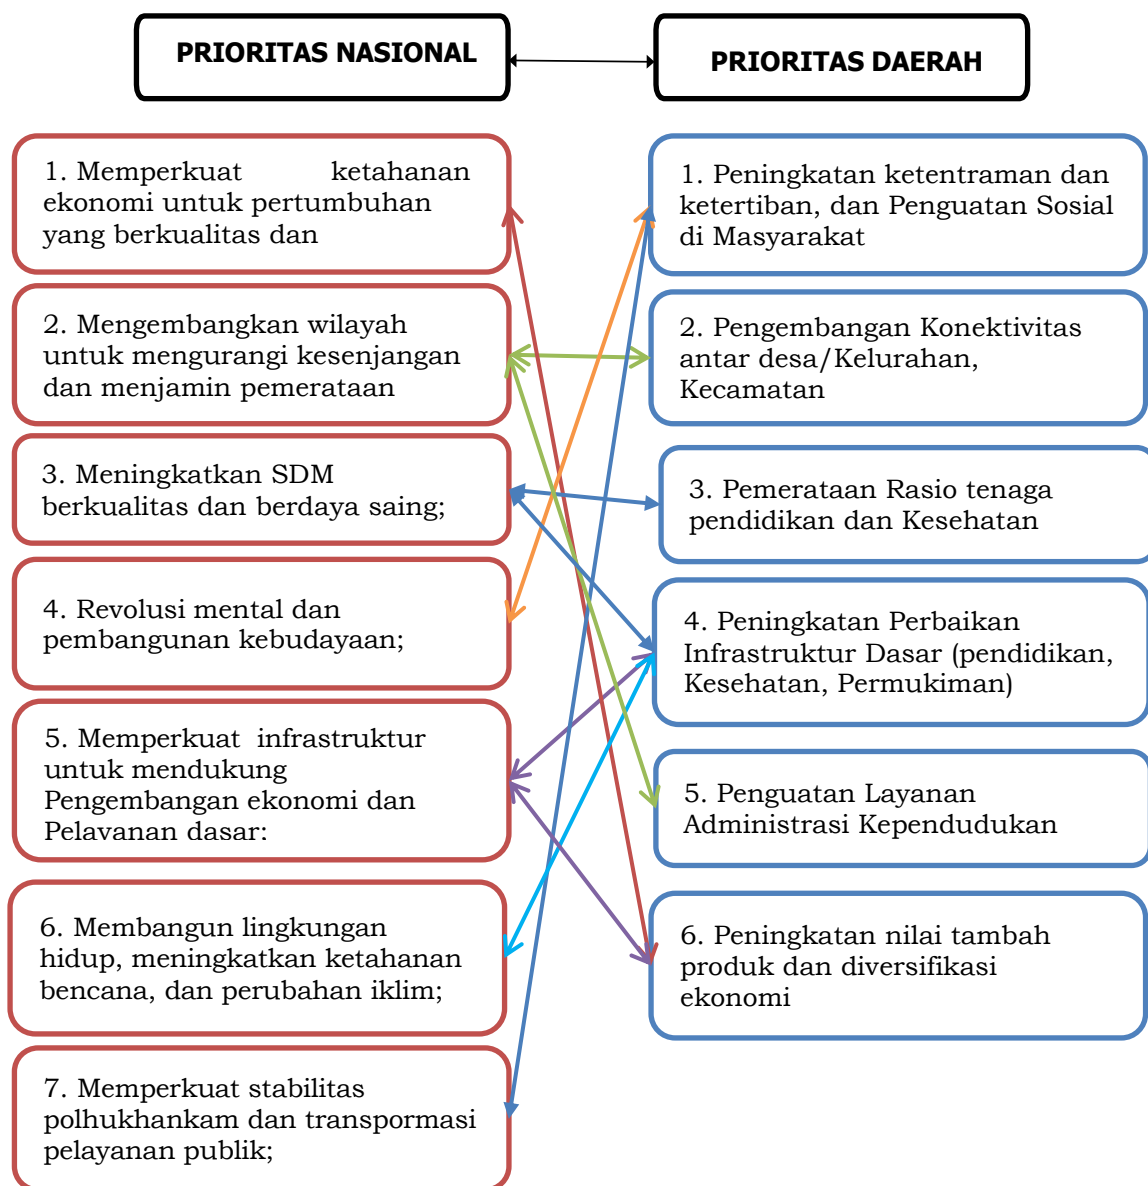 PRIORITAS NASIONAL
PRIORITAS DAERAH
1. Memperkuat ketahanan
ekonomi untuk pertumbuhan
yang berkualitas dan
2. Mengembangkan wilayah
untuk mengurangi kesenjangan
dan menjamin pemerataan
3. Meningkatkan SDM
berkualitas dan berdaya saing;
4. Revolusi mental dan
pembangunan kebudayaan;
5. Memperkuat infrastruktur
untuk mendukung
Pengembangan ekonomi dan
Pelavanan dasar:
6. Membangun lingkungan
hidup, meningkatkan ketahanan
bencana, dan perubahan iklim;
7. Memperkuat stabilitas
polhukhankam dan transpormasi
pelayanan publik;
1. Peningkatan ketentraman dan
ketertiban, dan Penguatan Sosial
di Masyarakat
2. Pengembangan Konektivitas
antar desa/Kelurahan,
Kecamatan
3. Pemerataan Rasio tenaga
pendidikan dan Kesehatan
4. Peningkatan Perbaikan
Infrastruktur Dasar (pendidikan,
Kesehatan, Permukiman)
5. Penguatan Layanan
Administrasi Kependudukan
6. Peningkatan nilai tambah
produk dan diversifikasi
ekonomi